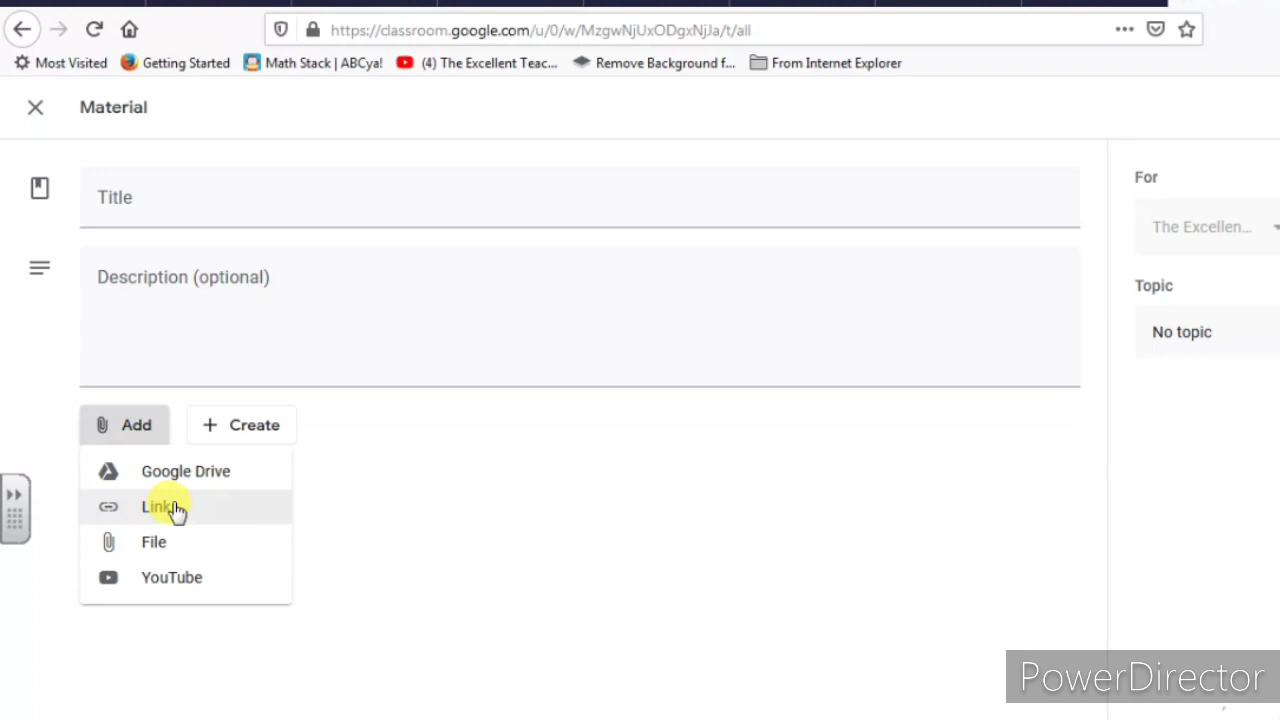 https://classroom.google.com/u/0/w/MzgwNjUxODgxNjJa/t/all
Most Visited Getting Started Math Stack | ABCya! (4) The Excellent Teac... Remove Background f... From Internet Explorer
Material
Title
Description (optional)
Add + Create
Google Drive
Link
File
YouTube
For
The Excellen...
Topic
No topic
PowerDirector